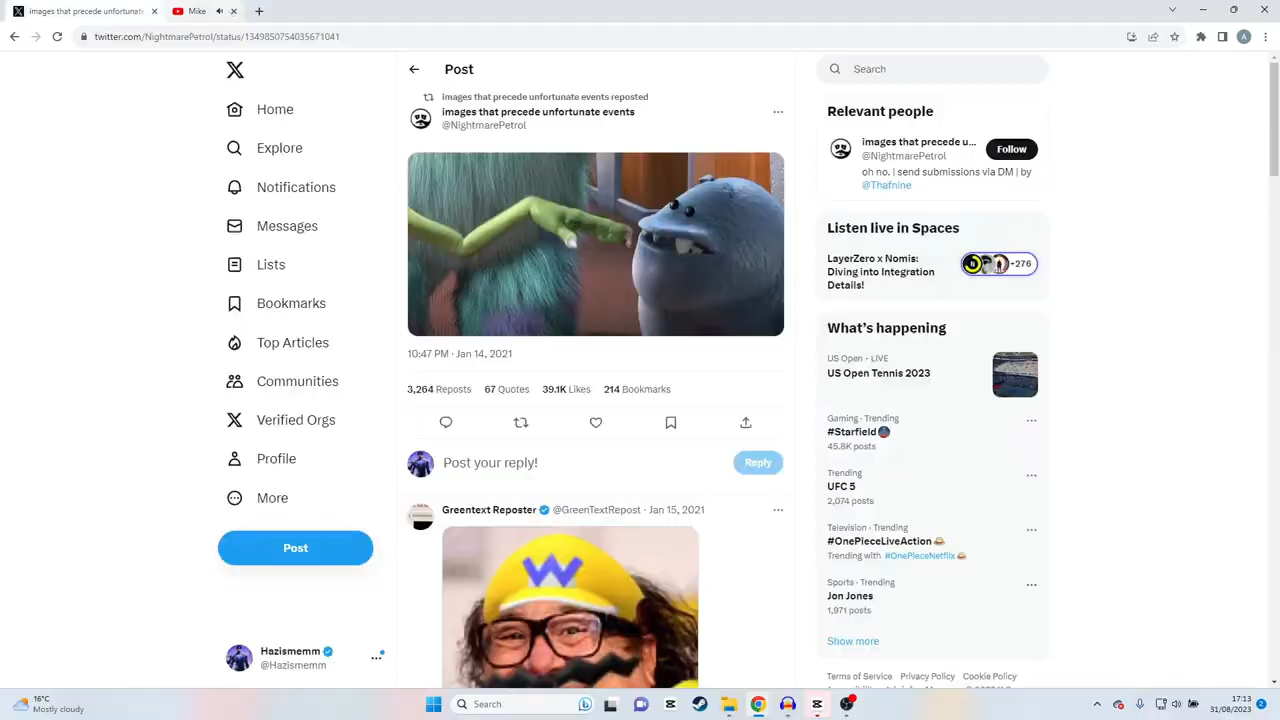 images that precede unfortunate
Mike
twitter.com/NightmarePetrol/status/1349850754035671041
A
Home
Explore
Notifications
Messages
Lists
Bookmarks
Top Articles
Communities
Verified Orgs
Profile
More
Post
Hazismemm
@Hazismemm
Post
images that precede unfortunate events reposted
images that precede unfortunate events
@NightmarePetrol
10:47 PM · Jan 14, 2021
3,264 Reposts 67 Quotes 39.1K Likes 214 Bookmarks
Post your reply!
Reply
Greentext Reposter @GreenTextRepost · Jan 15, 2021
W
Search
Relevant people
images that precede u...
@NightmarePetrol
Follow
oh no. | send submissions via DM | by
@Thafnine
Listen live in Spaces
LayerZero x Nomis:
Diving into Integration
Details!
+276
What's happening
US Open · LIVE
US Open Tennis 2023
Gaming · Trending
#Starfield
45.8K posts
Trending
UFC 5
2,074 posts
Television · Trending
#OnePieceLiveAction
Trending with #OnePieceNetflix
Sports · Trending
Jon Jones
1,971 posts
Show more
Terms of Service Privacy Policy Cookie Policy
16°C
Mostly cloudy
Search
17:13
31/08/2023